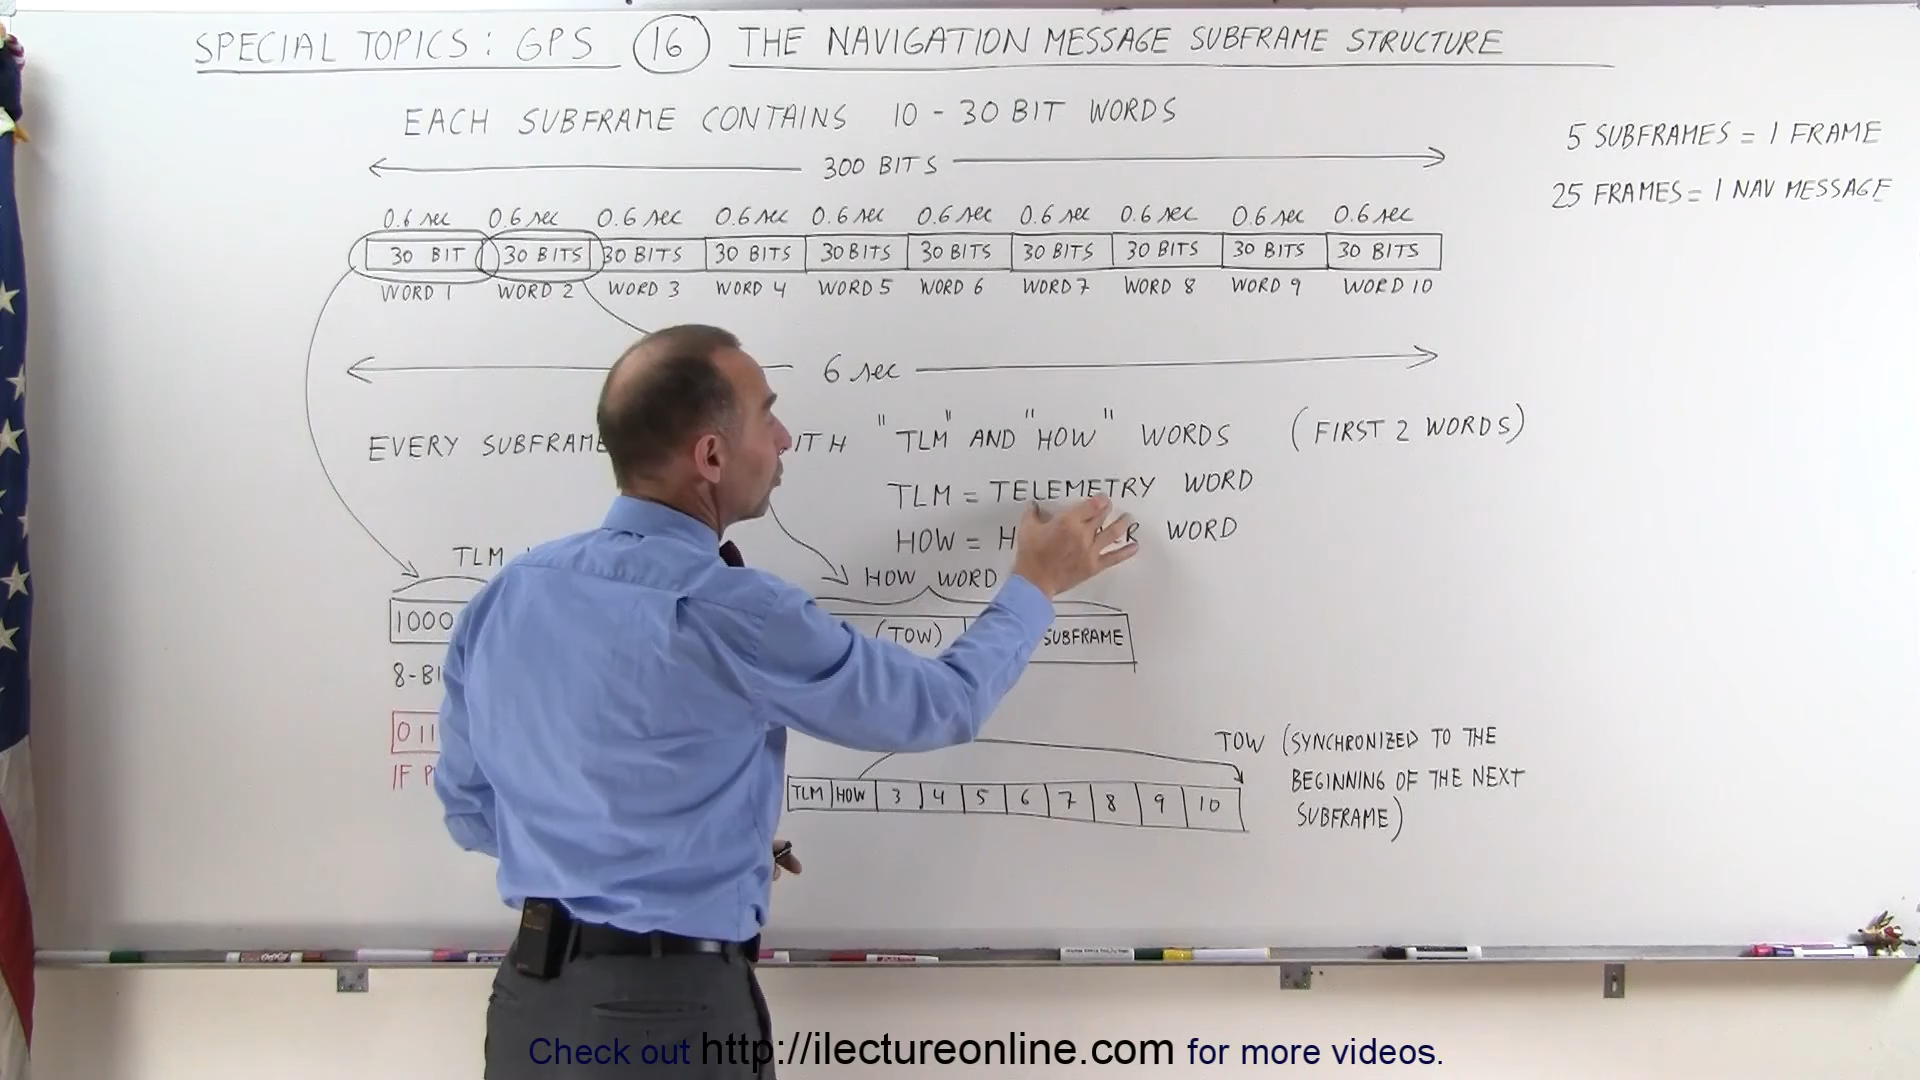 SPECIAL TOPICS: GPS 16 THE NAVIGATION MESSAGE SUBFRAME STRUCTURE
EACH SUBFRAME CONTAINS 10 - 30 BIT WORDS
5 SUBFRAMES = 1 FRAME
25 FRAMES = 1 NAV MESSAGE
300 BITS
0.6 sec 0.6 sec 0.6 sec 0.6 sec 0.6 sec 0.6 sec 0.6 sec 0.6 sec 0.6 sec 0.6 sec
30 BIT 30 BITS 30 BITS 30 BITS 30 BITS 30 BITS 30 BITS 30 BITS 30 BITS 30 BITS
WORD 1 WORD 2 WORD 3 WORD 4 WORD 5 WORD 6 WORD 7 WORD 8 WORD 9 WORD 10
6 sec
EVERY SUBFRAME "TLM" AND "HOW" WORDS (FIRST 2 WORDS)
TLM = TELEMETRY WORD
HOW = WORD
TLM
HOW WORD
1000 (TOW) SUBFRAME
TOW (SYNCHRONIZED TO THE
BEGINNING OF THE NEXT
SUBFRAME)
TLM HOW 3 4 5 6 7 8 9 10
IF
Check out http://ilectureonline.com for more videos.